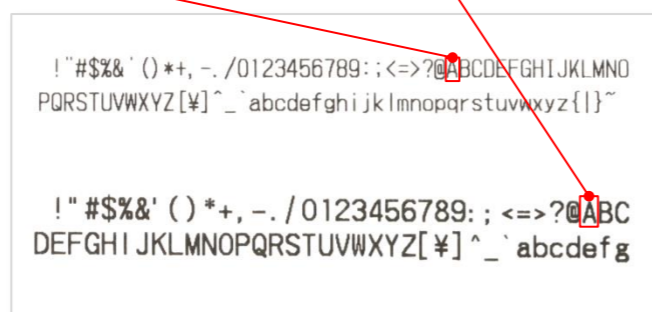 !"#$%&'()*+,-./0123456789:;<=>?@ABCDEFGHIJKLMNO
PQRSTUVWXYZ[¥]^_`abcdefghijklmnopqrstuvwxyz{|}~
!"#$%&'()*+,-./0123456789:;<=>?@ABC
DEFGHIJKLMNOPQRSTUVWXYZ[¥]^_`abcdefg